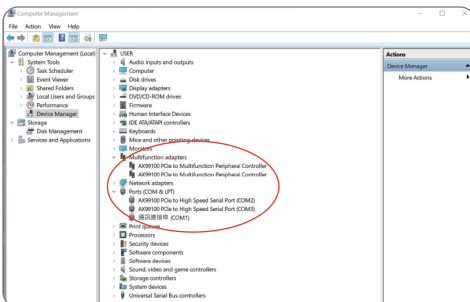 Computer Management
File Action View Help
Computer Management (Local)
System Tools
Task Scheduler
Event Viewer
Shared Folders
Local Users and Groups
Performance
Device Manager
Storage
Disk Management
Services and Applications
USER
Audio inputs and outputs
Computer
Disk drives
Display adapters
DVD/CD-ROM drives
Firmware
Human Interface Devices
IDE ATA/ATAPI controllers
Keyboards
Mice and other pointing devices
Monitors
Multifunction adapters
AX99100 PCIe to Multifunction Peripheral Controller
AX99100 PCIe to Multifunction Peripheral Controller
Network adapters
Ports (COM & LPT)
AX99100 PCIe to High Speed Serial Port (COM2)
AX99100 PCIe to High Speed Serial Port (COM3)
通訊連接埠 (COM1)
Print queues
Processors
Security devices
Software components
Software devices
Sound, video and game controllers
Storage controllers
System devices
Universal Serial Bus controllers
Actions
Device Manager
More Actions